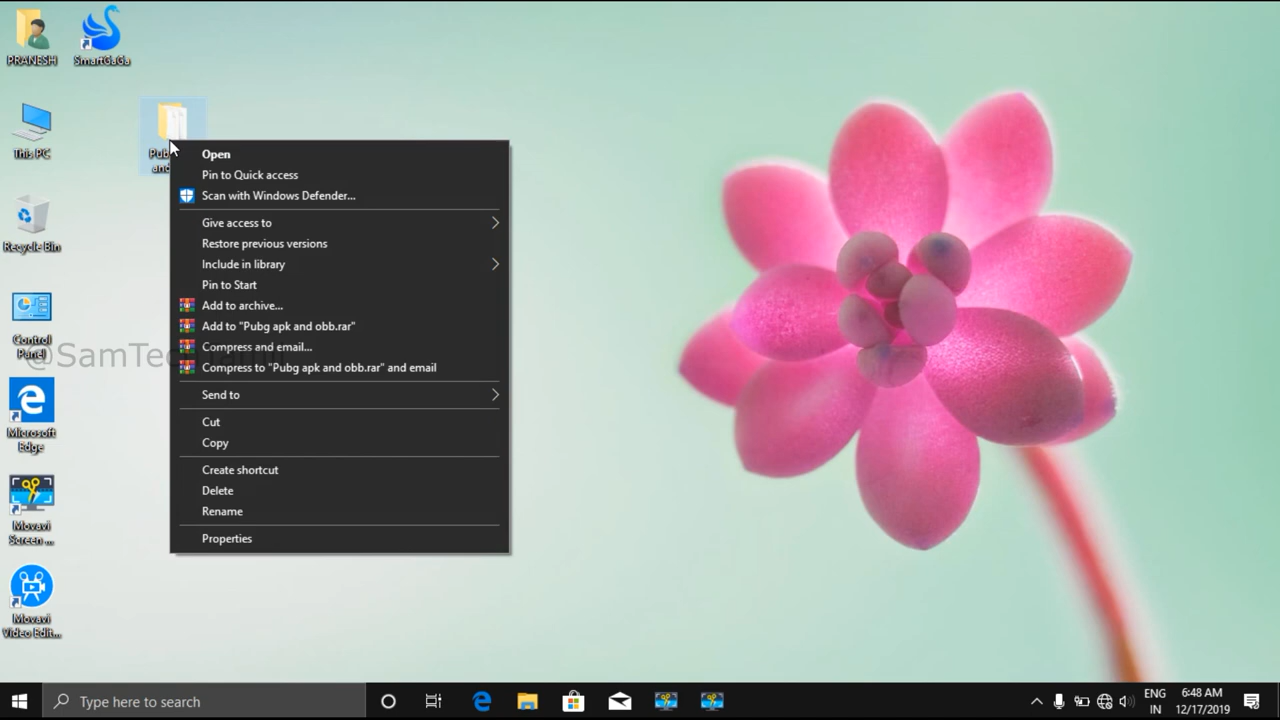 PRANESH
SmartGaGa
This PC
Recycle Bin
Control
Panel
@SamTec
Microsoft
Edge
Movavi
Screen ...
Movavi
Video Edit...
Open
Pin to Quick access
Scan with Windows Defender...
Give access to
Restore previous versions
Include in library
Pin to Start
Add to archive...
Add to "Pubg apk and obb.rar"
Compress and email...
Compress to "Pubg apk and obb.rar" and email
Send to
Cut
Copy
Create shortcut
Delete
Rename
Properties
Type here to search
ENG
IN
6:48 AM
12/17/2019